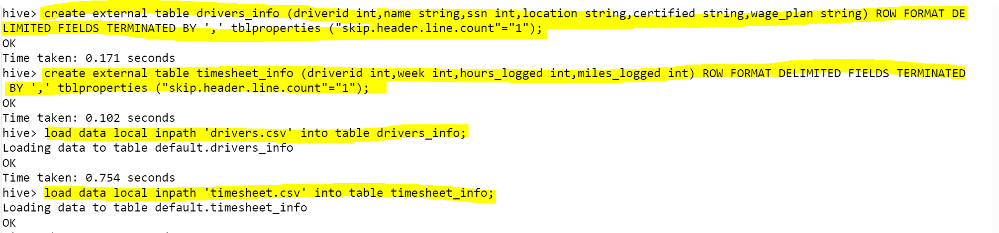 hive> create external table drivers_info (driverid int,name string,ssn int,location string,certified string,wage_plan string) ROW FORMAT DE
LIMITED FIELDS TERMINATED BY ',' tblproperties ("skip.header.line.count"="1");
OK
Time taken: 0.171 seconds
hive> create external table timesheet_info (driverid int,week int,hours_logged int,miles_logged int) ROW FORMAT DELIMITED FIELDS TERMINATED
 BY ',' tblproperties ("skip.header.line.count"="1");
OK
Time taken: 0.102 seconds
hive> load data local inpath 'drivers.csv' into table drivers_info;
Loading data to table default.drivers_info
OK
Time taken: 0.754 seconds
hive> load data local inpath 'timesheet.csv' into table timesheet_info;
Loading data to table default.timesheet_info
OK